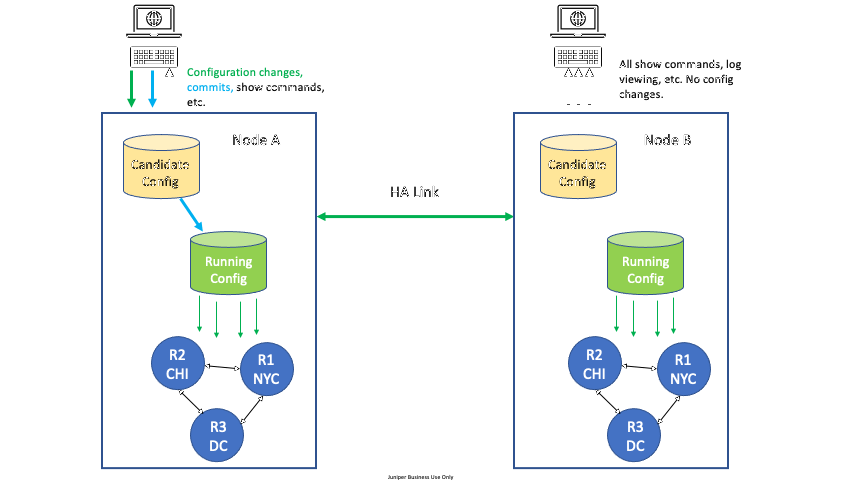 Configuration changes,
commits, show commands,
etc.
All show commands, log
viewing, etc. No config
changes.
Node A
Candidate
Config
Running
Config
R2
CHI
R1
NYC
R3
DC
HA Link
Node B
Candidate
Config
Running
Config
R2
CHI
R1
NYC
R3
DC
Juniper Business Use Only